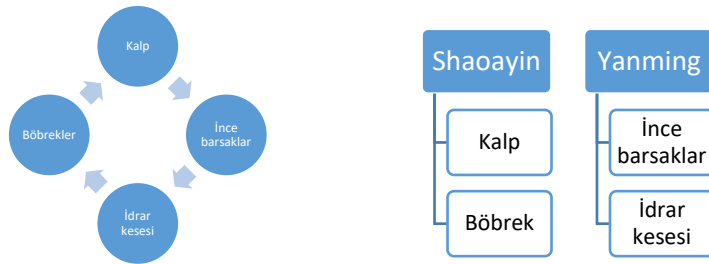 Kalp
İnce
barsaklar
İdrar
kesesi
Böbrekler
Shaoayin
Kalp
Böbrek
Yanming
İnce
barsaklar
İdrar
kesesi